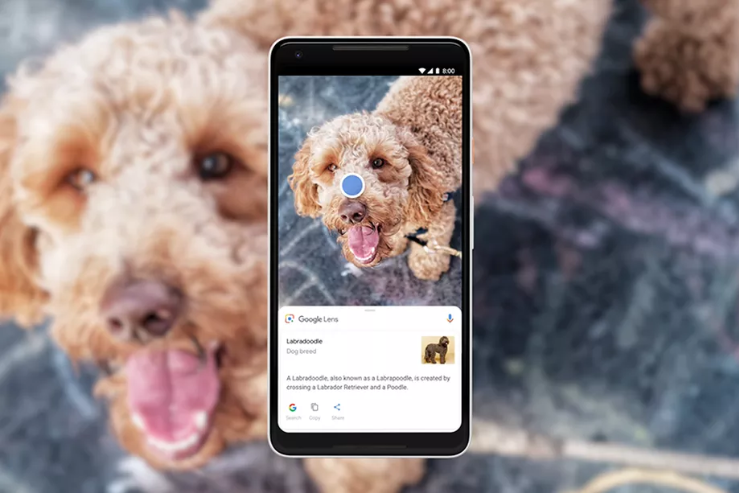 8:00
Google Lens
Labradoodle
Dog breed
A Labradoodle, also known as a Labrapoodle, is created by
crossing a Labrador Retriever and a Poodle.
Search Copy Share